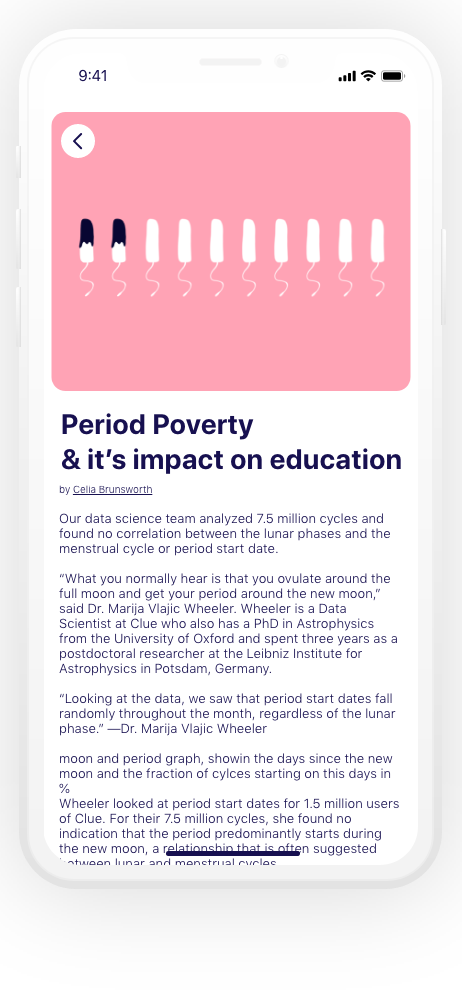 9:41
Period Poverty
& it’s impact on education
by Celia Brunsworth
Our data science team analyzed 7.5 million cycles and
found no correlation between the lunar phases and the
menstrual cycle or period start date.
“What you normally hear is that you ovulate around the
full moon and get your period around the new moon,”
said Dr. Marija Vlajic Wheeler. Wheeler is a Data
Scientist at Clue who also has a PhD in Astrophysics
from the University of Oxford and spent three years as a
postdoctoral researcher at the Leibniz Institute for
Astrophysics in Potsdam, Germany.
“Looking at the data, we saw that period start dates fall
randomly throughout the month, regardless of the lunar
phase.” —Dr. Marija Vlajic Wheeler
moon and period graph, showin the days since the new
moon and the fraction of cylces starting on this days in
%
Wheeler looked at period start dates for 1.5 million users
of Clue. For their 7.5 million cycles, she found no
indication that the period predominantly starts during
the new moon, a relationship that is often suggested
between lunar and menstrual cycles